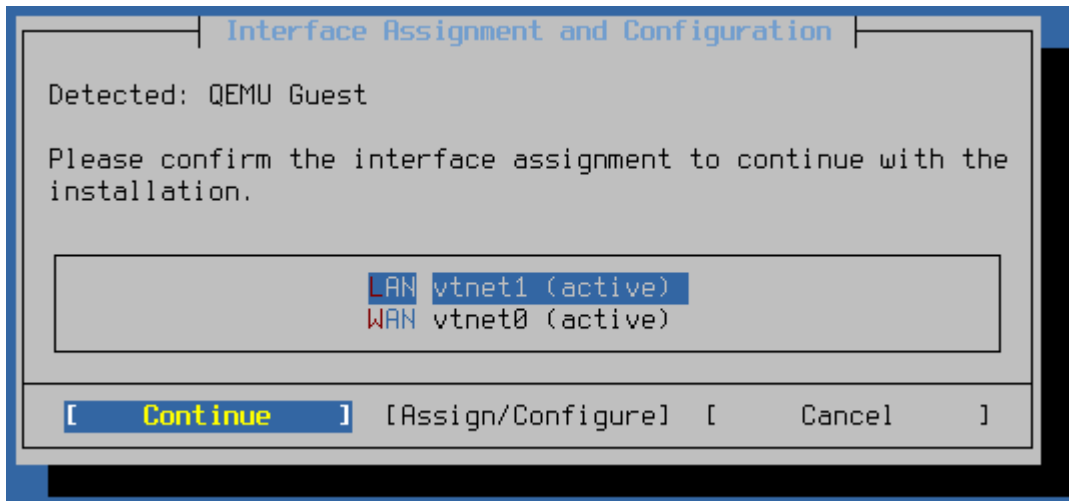 Interface Assignment and Configuration
Detected: QEMU Guest
Please confirm the interface assignment to continue with the
installation.
LAN vtnet1 (active)
WAN vtnet0 (active)
[ Continue ] [Assign/Configure] [ Cancel ]